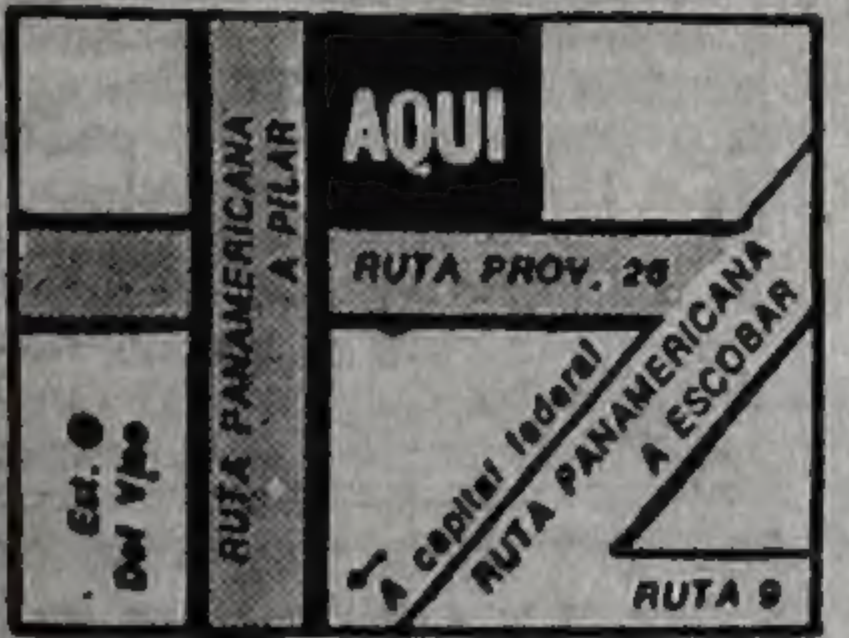 AQUI
RUTA PANAMERICANA
A PILAR
RUTA PROV. 26
A capital federal
RUTA PANAMERICANA
A ESCOBAR
Est.
Del Viso
RUTA 9